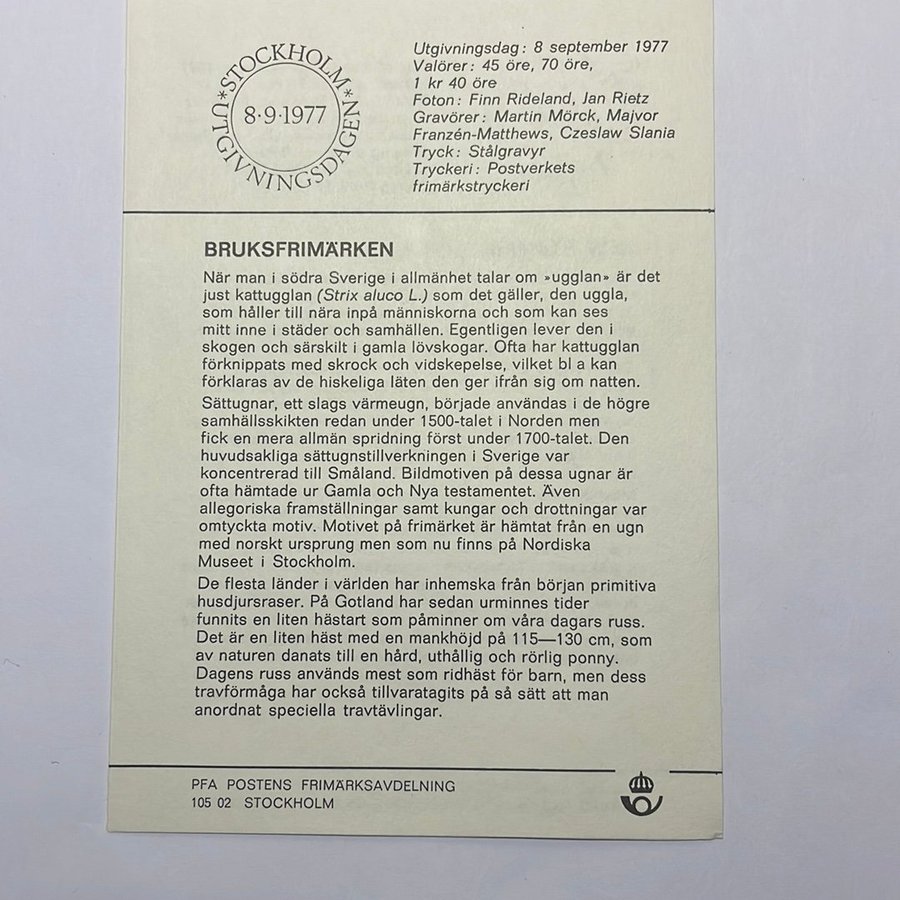 *STOCKHOLM*
UTGIVNINGSDAGEN
8·9·1977
Utgivningsdag: 8 september 1977
Valörer: 45 öre, 70 öre,
1 kr 40 öre
Foton: Finn Rideland, Jan Rietz
Gravörer: Martin Mörck, Majvor
Franzén-Matthews, Czeslaw Slania
Tryck: Stålgravyr
Tryckeri: Postverkets
frimärkstryckeri
BRUKSFRIMÄRKEN
När man i södra Sverige i allmänhet talar om »ugglan» är det
just kattugglan (Strix aluco L.) som det gäller, den uggla,
som håller till nära inpå människorna och som kan ses
mitt inne i städer och samhällen. Egentligen lever den i
skogen och särskilt i gamla lövskogar. Ofta har kattugglan
förknippats med skrock och vidskepelse, vilket bl a kan
förklaras av de hiskeliga läten den ger ifrån sig om natten.
Sättugnar, ett slags värmeugn, började användas i de högre
samhällsskikten redan under 1500-talet i Norden men
fick en mera allmän spridning först under 1700-talet. Den
huvudsakliga sättugnstillverkningen i Sverige var
koncentrerad till Småland. Bildmotiven på dessa ugnar är
ofta hämtade ur Gamla och Nya testamentet. Även
allegoriska framställningar samt kungar och drottningar var
omtyckta motiv. Motivet på frimärket är hämtat från en ugn
med norskt ursprung men som nu finns på Nordiska
Museet i Stockholm.
De flesta länder i världen har inhemska från början primitiva
husdjursraser. På Gotland har sedan urminnes tider
funnits en liten hästart som påminner om våra dagars russ.
Det är en liten häst med en mankhöjd på 115—130 cm, som
av naturen danats till en hård, uthållig och rörlig ponny.
Dagens russ används mest som ridhäst för barn, men dess
travförmåga har också tillvaratagits på så sätt att man
anordnat speciella travtävlingar.
PFA POSTENS FRIMÄRKSAVDELNING
105 02 STOCKHOLM